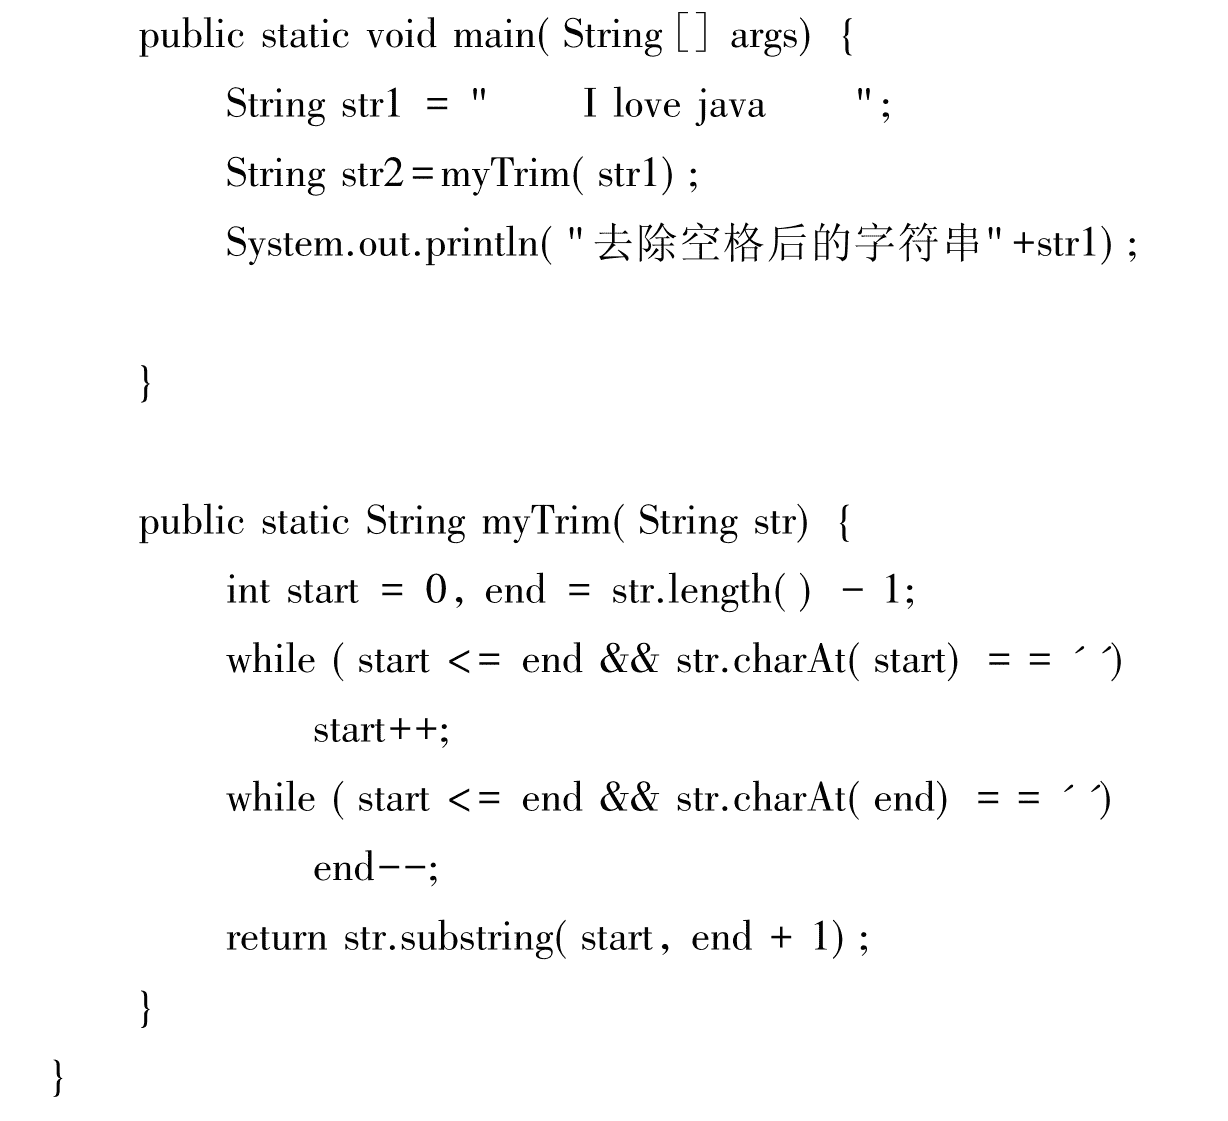 public static void main( String [] args) {
String str1 = "    I love java    ";
String str2=myTrim( str1) ;
System.out.println( "去除空格后的字符串"+str1) ;
}
public static String myTrim( String str) {
int start = 0, end = str.length( ) - 1;
while ( start <= end && str.charAt( start) = = ´ ´)
start++;
while ( start <= end && str.charAt( end) = = ´ ´)
end--;
return str.substring( start, end + 1) ;
}
}